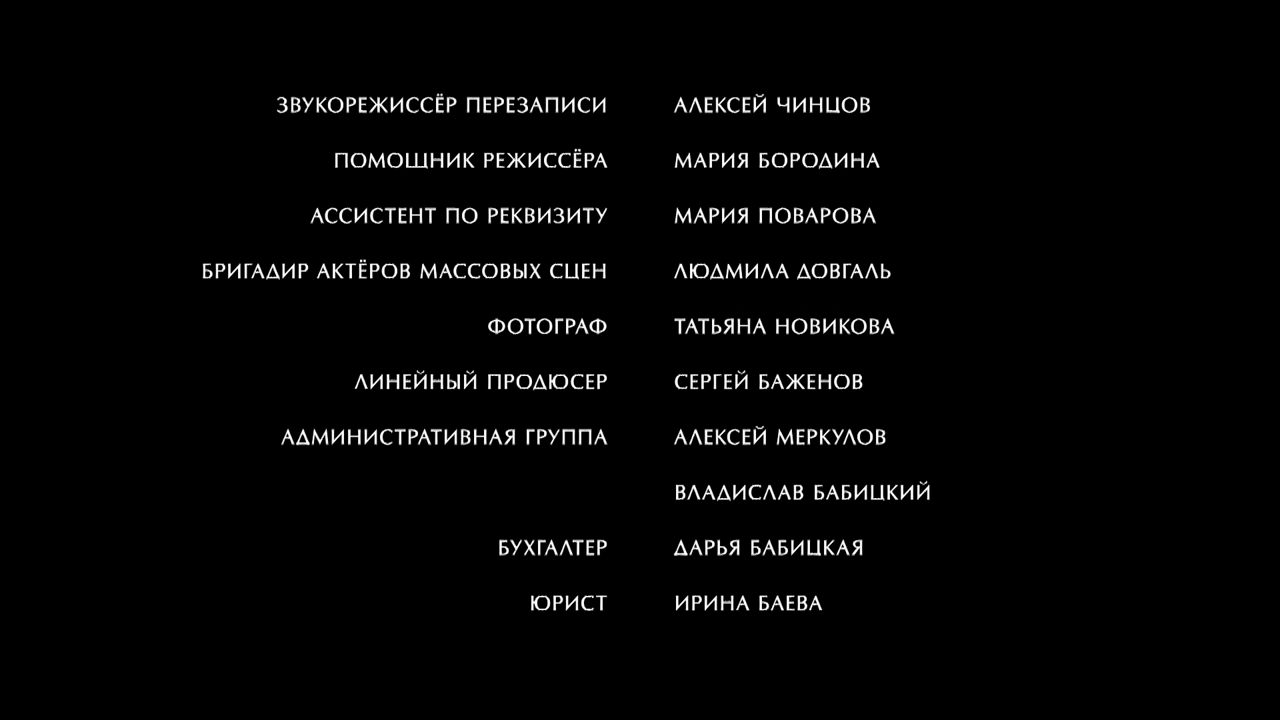 ЗВУКОРЕЖИССЁР ПЕРЕЗАПИСИ АЛЕКСЕЙ ЧИНЦОВ
ПОМОЩНИК РЕЖИССЁРА МАРИЯ БОРОДИНА
АССИСТЕНТ ПО РЕКВИЗИТУ МАРИЯ ПОВАРОВА
БРИГАДИР АКТЁРОВ МАССОВЫХ СЦЕН ЛЮДМИЛА ДОВГАЛЬ
ФОТОГРАФ ТАТЬЯНА НОВИКОВА
ЛИНЕЙНЫЙ ПРОДЮСЕР СЕРГЕЙ БАЖЕНОВ
АДМИНИСТРАТИВНАЯ ГРУППА АЛЕКСЕЙ МЕРКУЛОВ
ВЛАДИСЛАВ БАБИЦКИЙ
БУХГАЛТЕР ДАРЬЯ БАБИЦКАЯ
ЮРИСТ ИРИНА БАЕВА